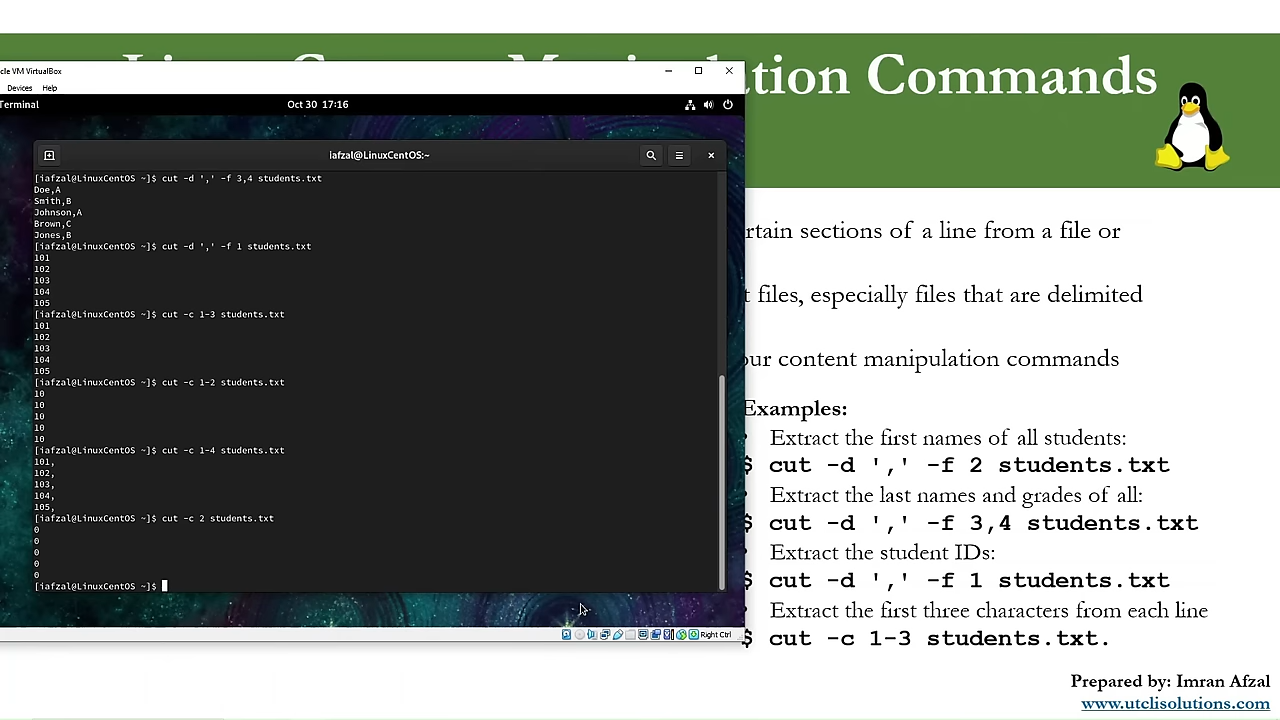 tion Commands
cle VM VirtualBox
Devices Help
Terminal
Oct 30 17:16
iafzal@LinuxCentOS:~
[iafzal@LinuxCentOS ~]$ cut -d ',' -f 3,4 students.txt
Doe,A
Smith,B
Johnson,A
Brown,C
Jones,B
[iafzal@LinuxCentOS ~]$ cut -d ',' -f 1 students.txt
101
102
103
104
105
[iafzal@LinuxCentOS ~]$ cut -c 1-3 students.txt
101
102
103
104
105
[iafzal@LinuxCentOS ~]$ cut -c 1-2 students.txt
10
10
10
10
10
[iafzal@LinuxCentOS ~]$ cut -c 1-4 students.txt
101,
102,
103,
104,
105,
[iafzal@LinuxCentOS ~]$ cut -c 2 students.txt
0
0
0
0
0
[iafzal@LinuxCentOS ~]$
Right Ctrl
rtain sections of a line from a file or
t files, especially files that are delimited
our content manipulation commands
Examples:
• Extract the first names of all students:
$ cut -d ',' -f 2 students.txt
• Extract the last names and grades of all:
$ cut -d ',' -f 3,4 students.txt
• Extract the student IDs:
$ cut -d ',' -f 1 students.txt
• Extract the first three characters from each line
$ cut -c 1-3 students.txt.
Prepared by: Imran Afzal
www.utclisolutions.com